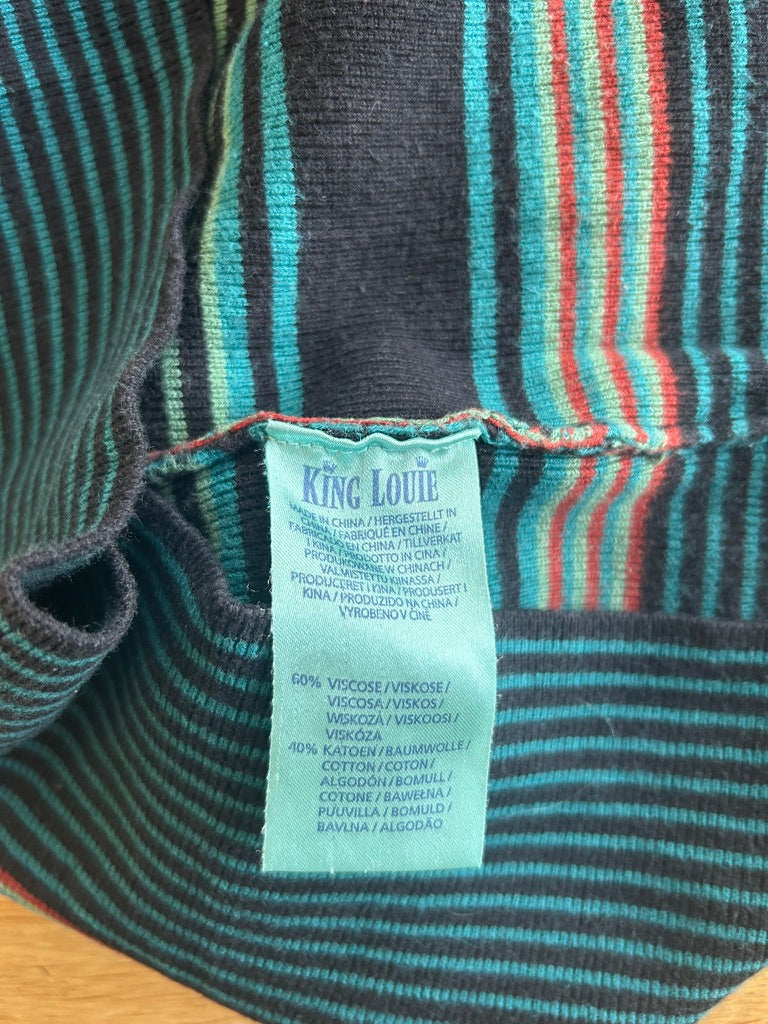 KING LOUIE
MADE IN CHINA / HERGESTELLT IN
FABRIQUÉ EN CHINE /
EN CHINA / TILLVERKAT
I KINA / PRODOTTO IN CINA /
PRODUKOWANE W CHINACH /
VALMISTETTU KIINASSA /
PRODUCERET I KINA / PRODUSERT I
KINA / PRODUZIDO NA CHINA /
VYROBENO V ČÍNĚ
60% VISCOSE / VISKOSE /
VISCOSA / VISKOS /
WISKOZA / VISKOOSI /
VISKÓZA
40% KATOEN / BAUMWOLLE /
COTTON / COTON /
ALGODÓN / BOMULL /
COTONE / BAWEŁNA /
PUUVILLA / BOMULD /
BAVLNA / ALGODÃO